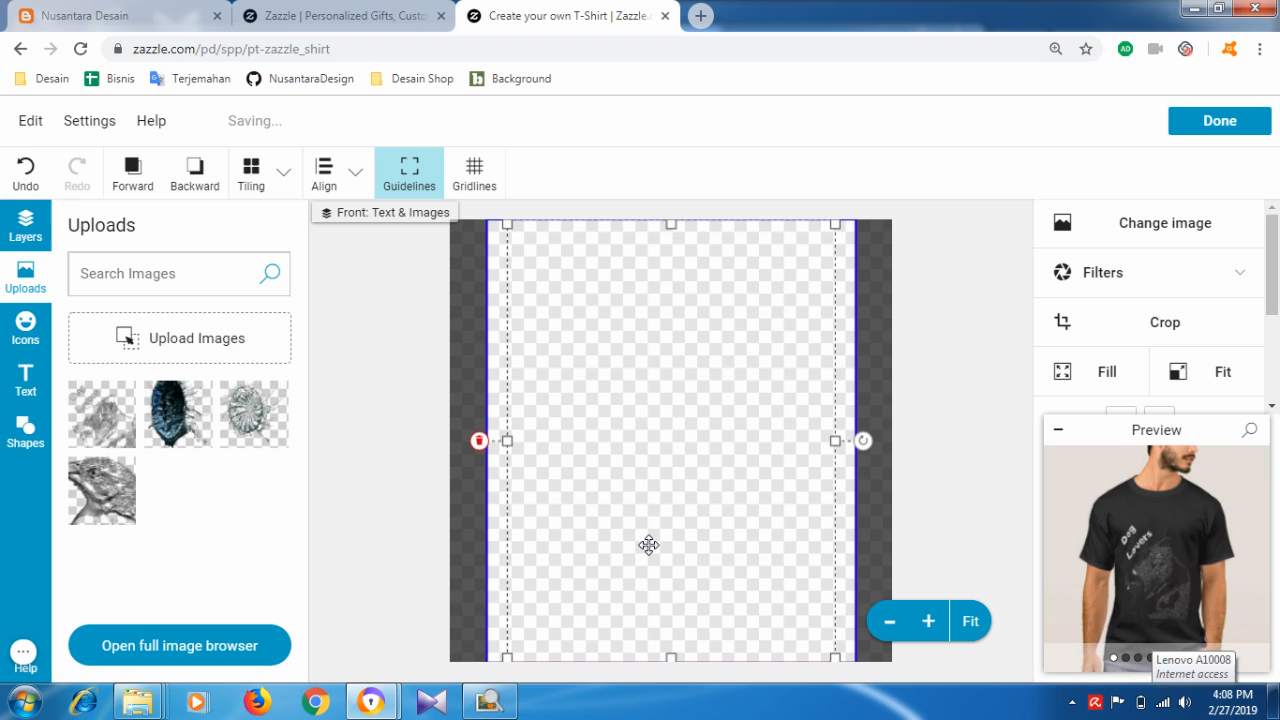 Nusantara Desain
Zazzle | Personalized Gifts, Custo
Create your own T-Shirt | Zazzle.c
zazzle.com/pd/spp/pt-zazzle_shirt
Desain
Bisnis
Terjemahan
NusantaraDesign
Desain Shop
Background
Edit
Settings
Help
Saving...
Done
Undo
Redo
Forward
Backward
Tiling
Align
Guidelines
Gridlines
Front: Text & Images
Layers
Uploads
Icons
Text
Shapes
Help
Uploads
Search Images
Upload Images
Open full image browser
Fit
Change image
Filters
Crop
Fill
Fit
Preview
Dog
Lovers
Lenovo A10008
Internet access
4:08 PM
2/27/2019